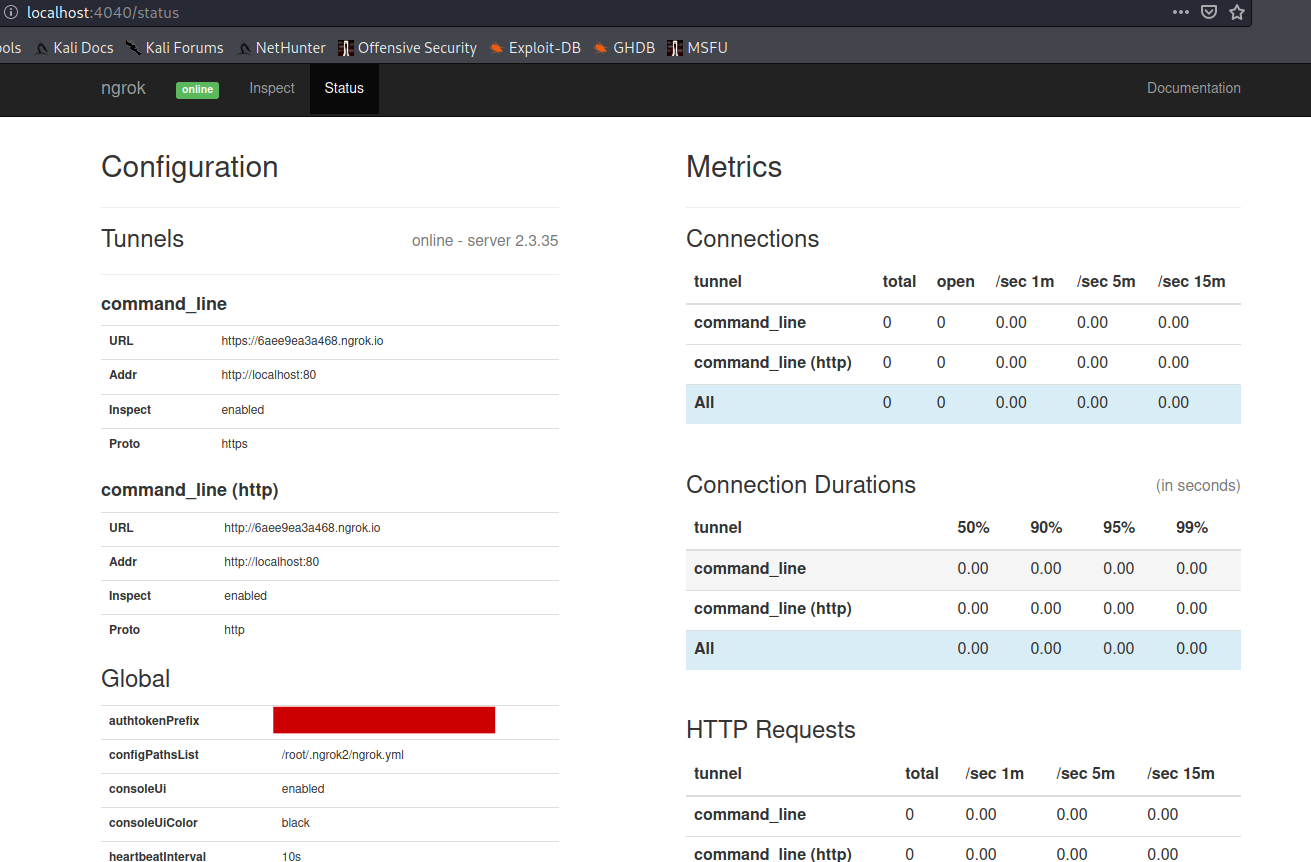 localhost:4040/status
ols Kali Docs Kali Forums NetHunter Offensive Security Exploit-DB GHDB MSFU
ngrok online Inspect Status Documentation
Configuration
Tunnels online - server 2.3.35
command_line
URL https://6aee9ea3a468.ngrok.io
Addr http://localhost:80
Inspect enabled
Proto https
command_line (http)
URL http://6aee9ea3a468.ngrok.io
Addr http://localhost:80
Inspect enabled
Proto http
Global
authtokenPrefix
configPathsList /root/.ngrok2/ngrok.yml
consoleUi enabled
consoleUiColor black
heartbeatInterval 10s
Metrics
Connections
tunnel total open /sec 1m /sec 5m /sec 15m
command_line 0 0 0.00 0.00 0.00
command_line (http) 0 0 0.00 0.00 0.00
All 0 0 0.00 0.00 0.00
Connection Durations (in seconds)
tunnel 50% 90% 95% 99%
command_line 0.00 0.00 0.00 0.00
command_line (http) 0.00 0.00 0.00 0.00
All 0.00 0.00 0.00 0.00
HTTP Requests
tunnel total /sec 1m /sec 5m /sec 15m
command_line 0 0.00 0.00 0.00
command_line (http) 0 0.00 0.00 0.00